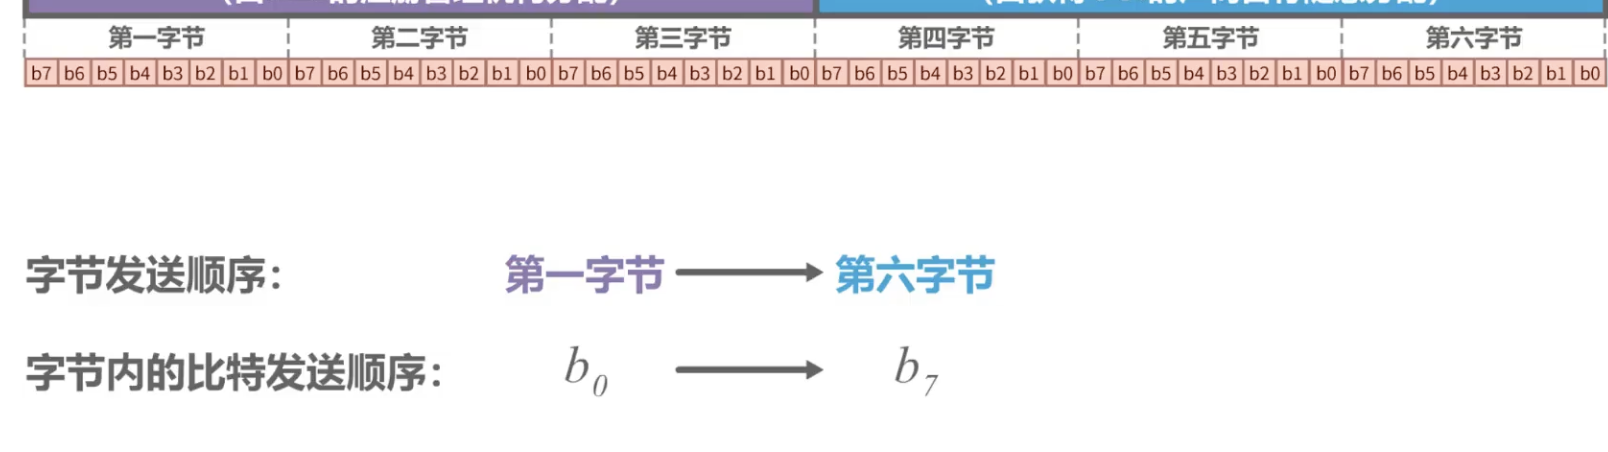 第一字节 第二字节 第三字节 第四字节 第五字节 第六字节
b7 b6 b5 b4 b3 b2 b1 b0 b7 b6 b5 b4 b3 b2 b1 b0 b7 b6 b5 b4 b3 b2 b1 b0 b7 b6 b5 b4 b3 b2 b1 b0 b7 b6 b5 b4 b3 b2 b1 b0 b7 b6 b5 b4 b3 b2 b1 b0
字节发送顺序: 第一字节 → 第六字节
字节内的比特发送顺序: b₀ → b₇